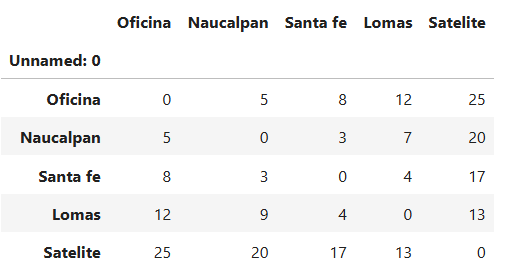 Oficina Naucalpan Santa fe Lomas Satelite
Unnamed: 0
Oficina 0 5 8 12 25
Naucalpan 5 0 3 7 20
Santa fe 8 3 0 4 17
Lomas 12 9 4 0 13
Satelite 25 20 17 13 0